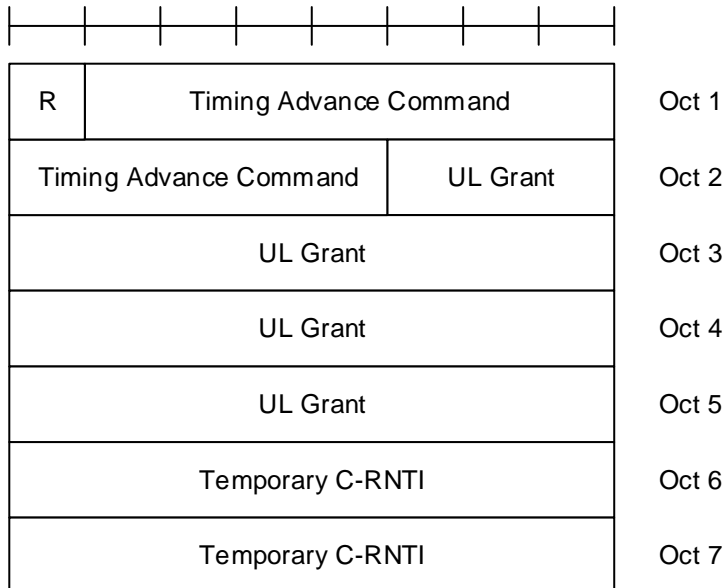 R Timing Advance Command Oct 1
Timing Advance Command UL Grant Oct 2
UL Grant Oct 3
UL Grant Oct 4
UL Grant Oct 5
Temporary C-RNTI Oct 6
Temporary C-RNTI Oct 7